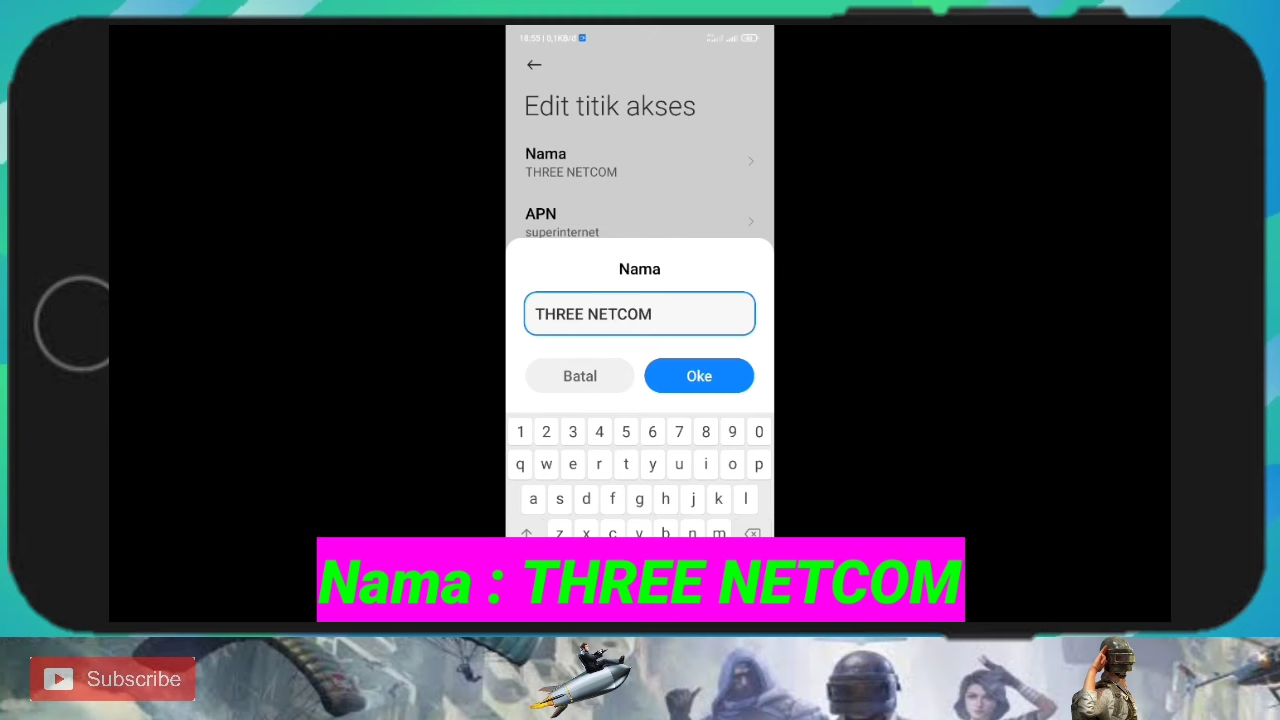 18.55 | 0,1KB/d
Edit titik akses
Nama
THREE NETCOM
APN
superinternet
Nama
THREE NETCOM
Batal Oke
1 2 3 4 5 6 7 8 9 0
q w e r t y u i o p
a s d f g h j k l
z x c v b n m
Nama : THREE NETCOM
Subscribe